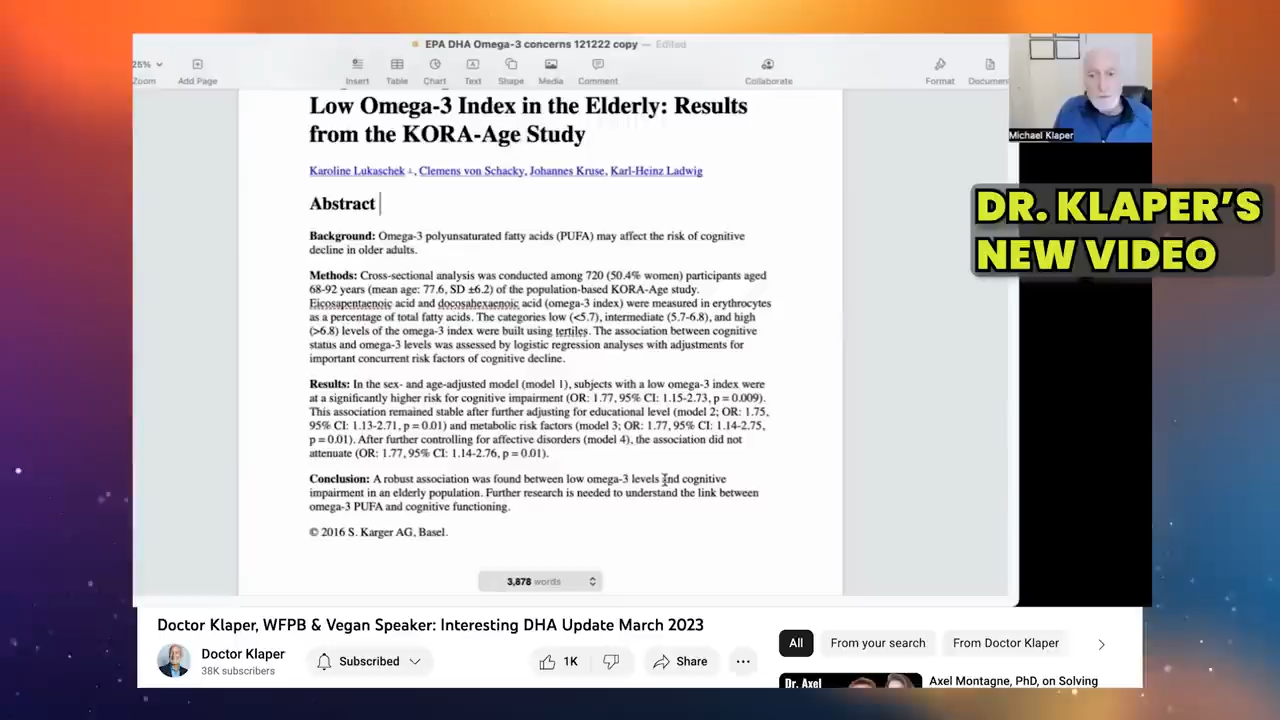 EPA DHA Omega-3 concerns 121222 copy — Edited
25%
Zoom
Add Page
Insert
Table
Chart
Text
Shape
Media
Comment
Collaborate
Format
Document
Low Omega-3 Index in the Elderly: Results
from the KORA-Age Study
Karoline Lukaschek, Clemens von Schacky, Johannes Kruse, Karl-Heinz Ladwig
Abstract
Background: Omega-3 polyunsaturated fatty acids (PUFA) may affect the risk of cognitive
decline in older adults.
Methods: Cross-sectional analysis was conducted among 720 (50.4% women) participants aged
68-92 years (mean age: 77.6, SD ±6.2) of the population-based KORA-Age study.
Eicosapentaenoic acid and docosahexaenoic acid (omega-3 index) were measured in erythrocytes
as a percentage of total fatty acids. The categories low (<5.7), intermediate (5.7-6.8), and high
(>6.8) levels of the omega-3 index were built using tertiles. The association between cognitive
status and omega-3 levels was assessed by logistic regression analyses with adjustments for
important concurrent risk factors of cognitive decline.
Results: In the sex- and age-adjusted model (model 1), subjects with a low omega-3 index were
at a significantly higher risk for cognitive impairment (OR: 1.77, 95% CI: 1.15-2.73, p = 0.009).
This association remained stable after further adjusting for educational level (model 2; OR: 1.75,
95% CI: 1.13-2.71, p = 0.01) and metabolic risk factors (model 3; OR: 1.77, 95% CI: 1.14-2.75,
p = 0.01). After further controlling for affective disorders (model 4), the association did not
attenuate (OR: 1.77, 95% CI: 1.14-2.76, p = 0.01).
Conclusion: A robust association was found between low omega-3 levels and cognitive
impairment in an elderly population. Further research is needed to understand the link between
omega-3 PUFA and cognitive functioning.
© 2016 S. Karger AG, Basel.
3,878 words
Michael Klaper
DR. KLAPER'S
NEW VIDEO
Doctor Klaper, WFPB & Vegan Speaker: Interesting DHA Update March 2023
Doctor Klaper
38K subscribers
Subscribed
1K
Share
All
From your search
From Doctor Klaper
Dr. Axel
Axel Montagne, PhD, on Solving